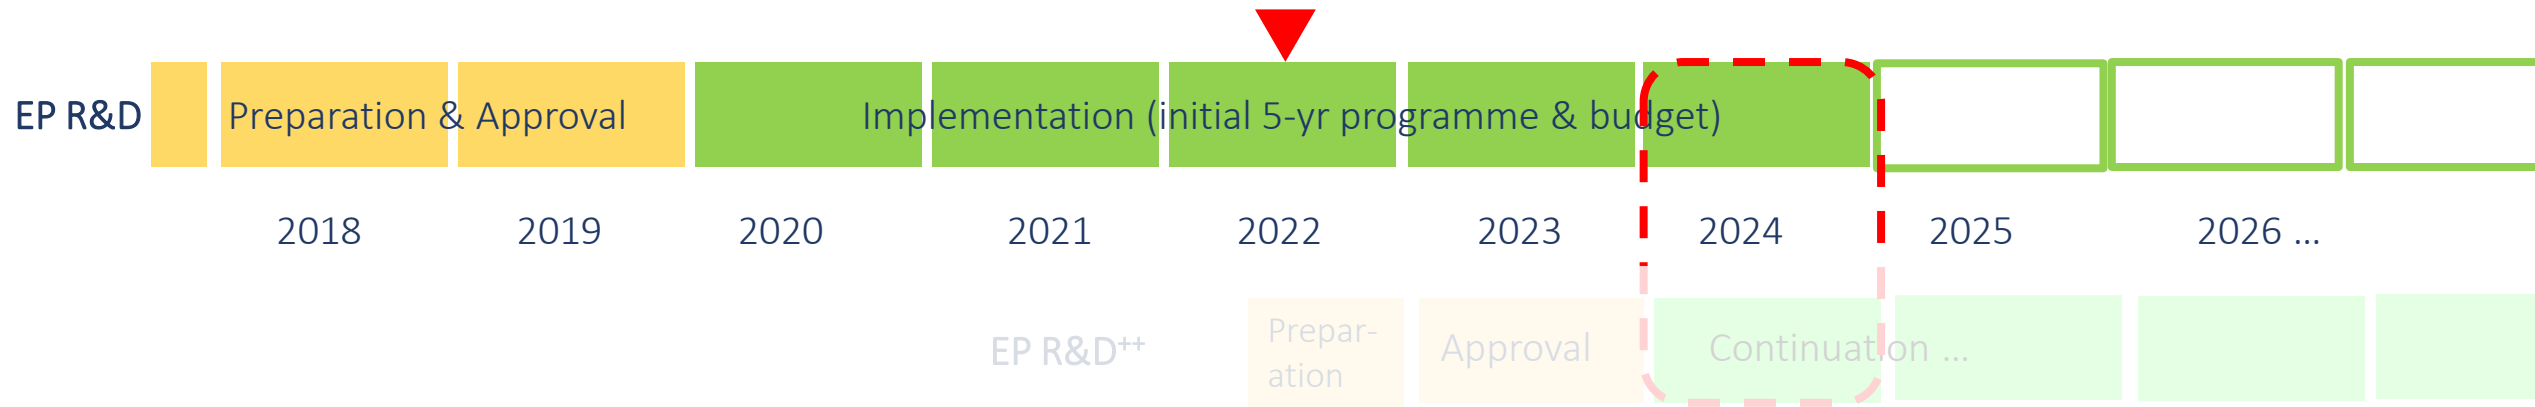 EP R&D Preparation & Approval Implementation (initial 5-yr programme & budget)
2018 2019 2020 2021 2022 2023 2024 2025 2026 ...
EP R&D++ Prepar-
ation Approval Continuation ...